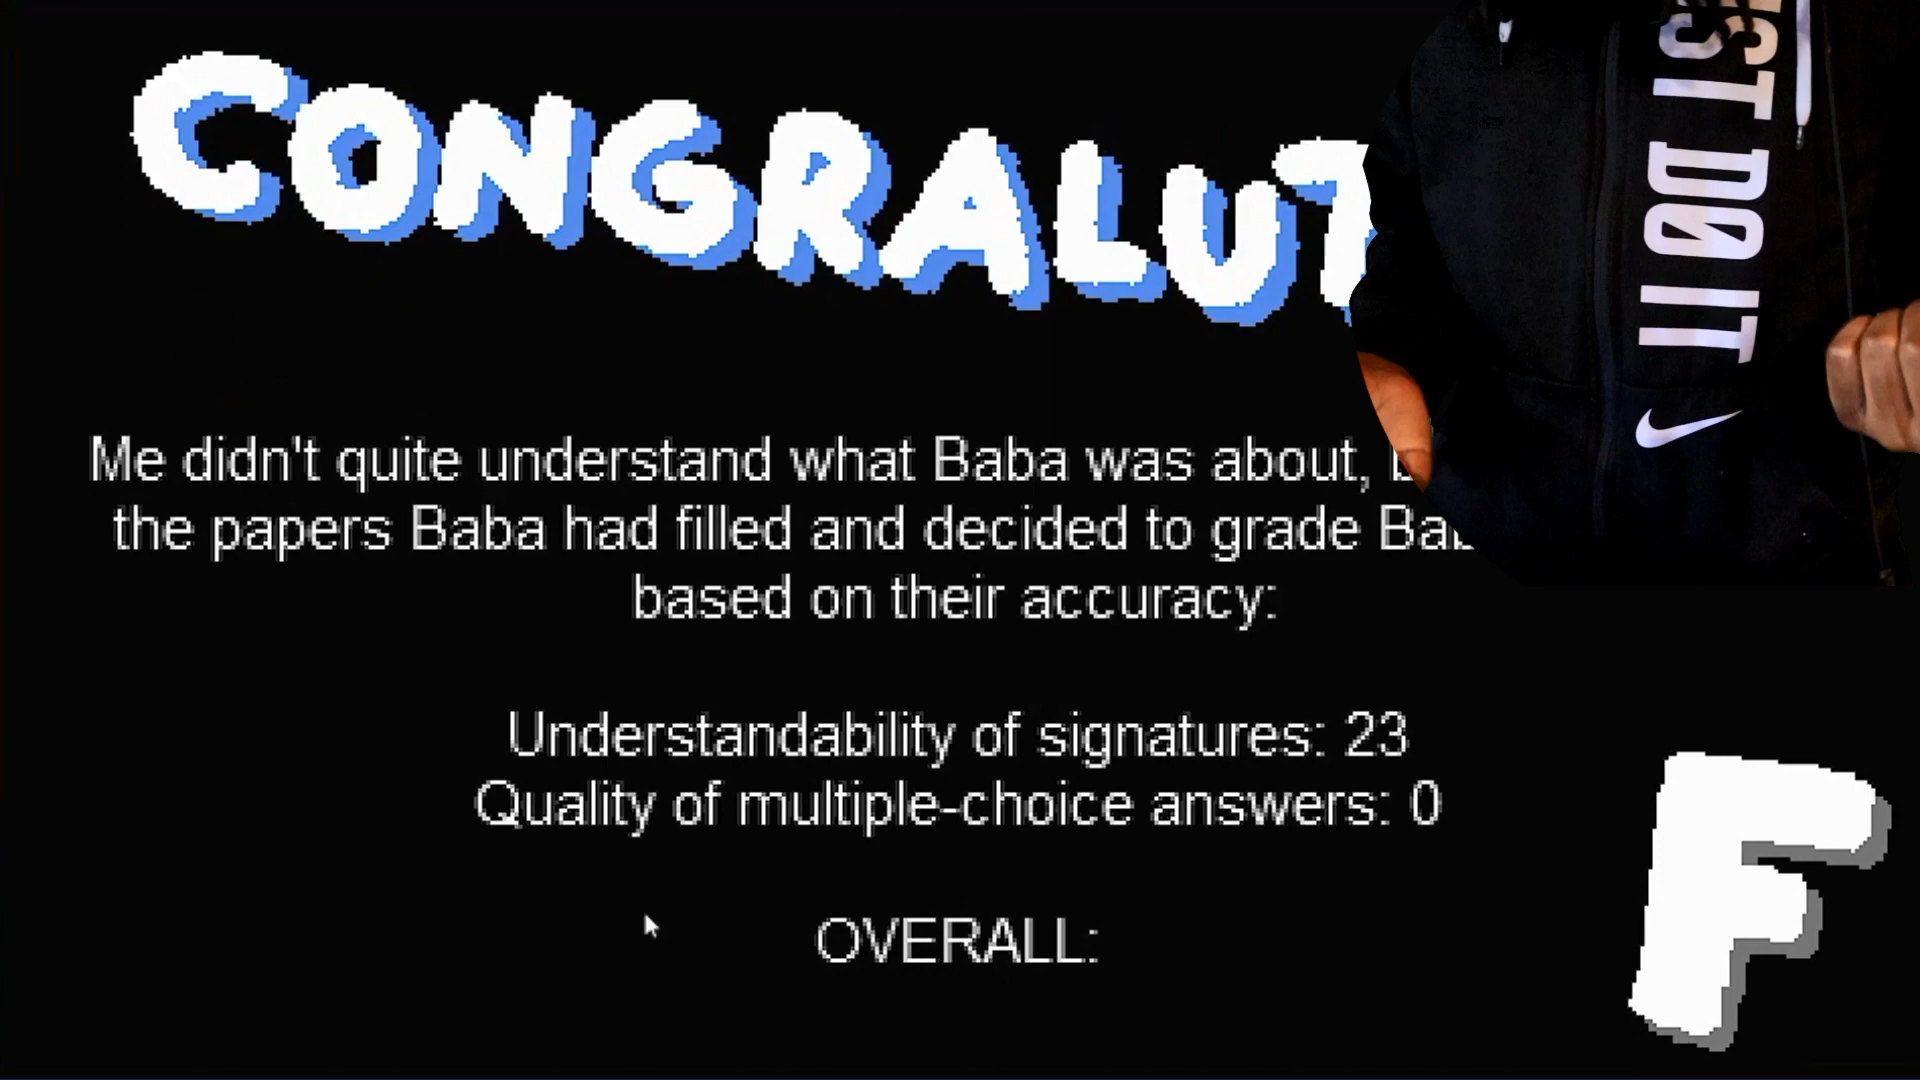 CONGRALUT
Me didn't quite understand what Baba was about,
the papers Baba had filled and decided to grade
based on their accuracy:
Understandability of signatures: 23
Quality of multiple-choice answers: 0
OVERALL:
F
DO IT